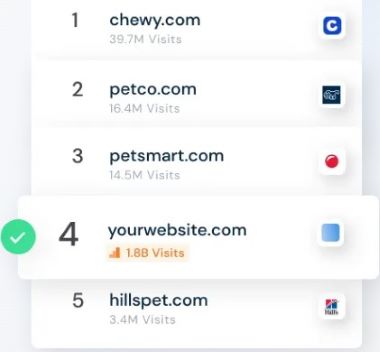 1 chewy.com
39.7M Visits
2 petco.com
16.4M Visits
3 petsmart.com
14.5M Visits
4 yourwebsite.com
1.8B Visits
5 hillspet.com
3.4M Visits
Hill's